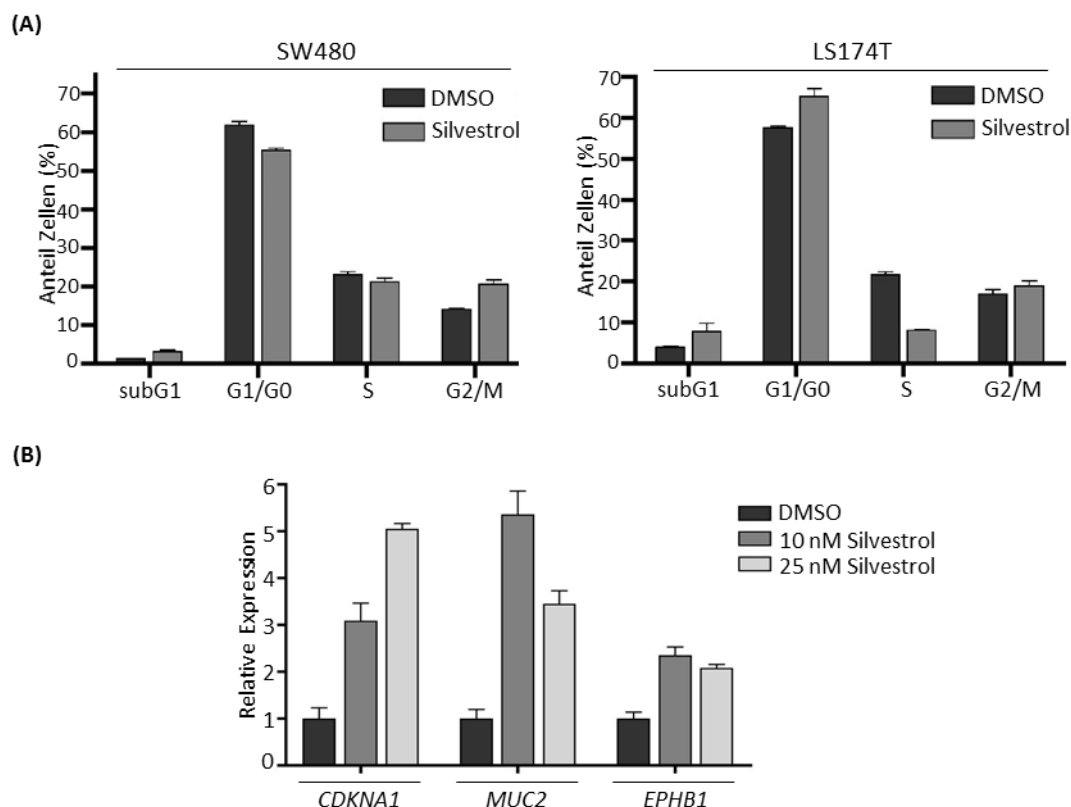 (A)
SW480
Anteil Zellen (%)
70
60
50
40
30
20
10
0
DMSO
Silvestrol
subG1 G1/G0 S G2/M
LS174T
Anteil Zellen (%)
70
60
50
40
30
20
10
0
DMSO
Silvestrol
subG1 G1/G0 S G2/M
(B)
Relative Expression
6
5
4
3
2
1
0
DMSO
10 nM Silvestrol
25 nM Silvestrol
CDKNA1 MUC2 EPHB1